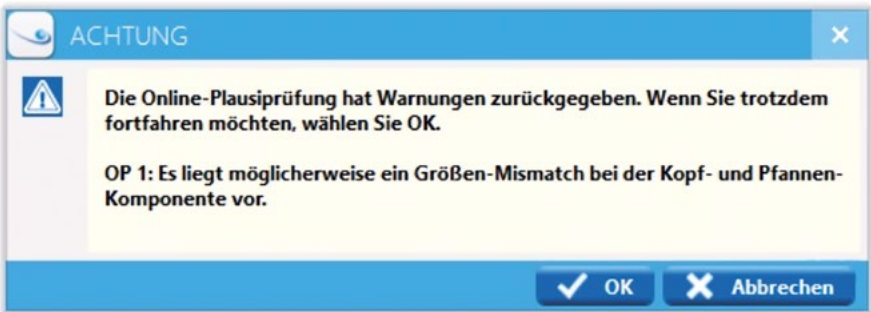 ACHTUNG
Die Online-Plausiprüfung hat Warnungen zurückgegeben. Wenn Sie trotzdem
fortfahren möchten, wählen Sie OK.
OP 1: Es liegt möglicherweise ein Größen-Mismatch bei der Kopf- und Pfannen-
Komponente vor.
OK
Abbrechen